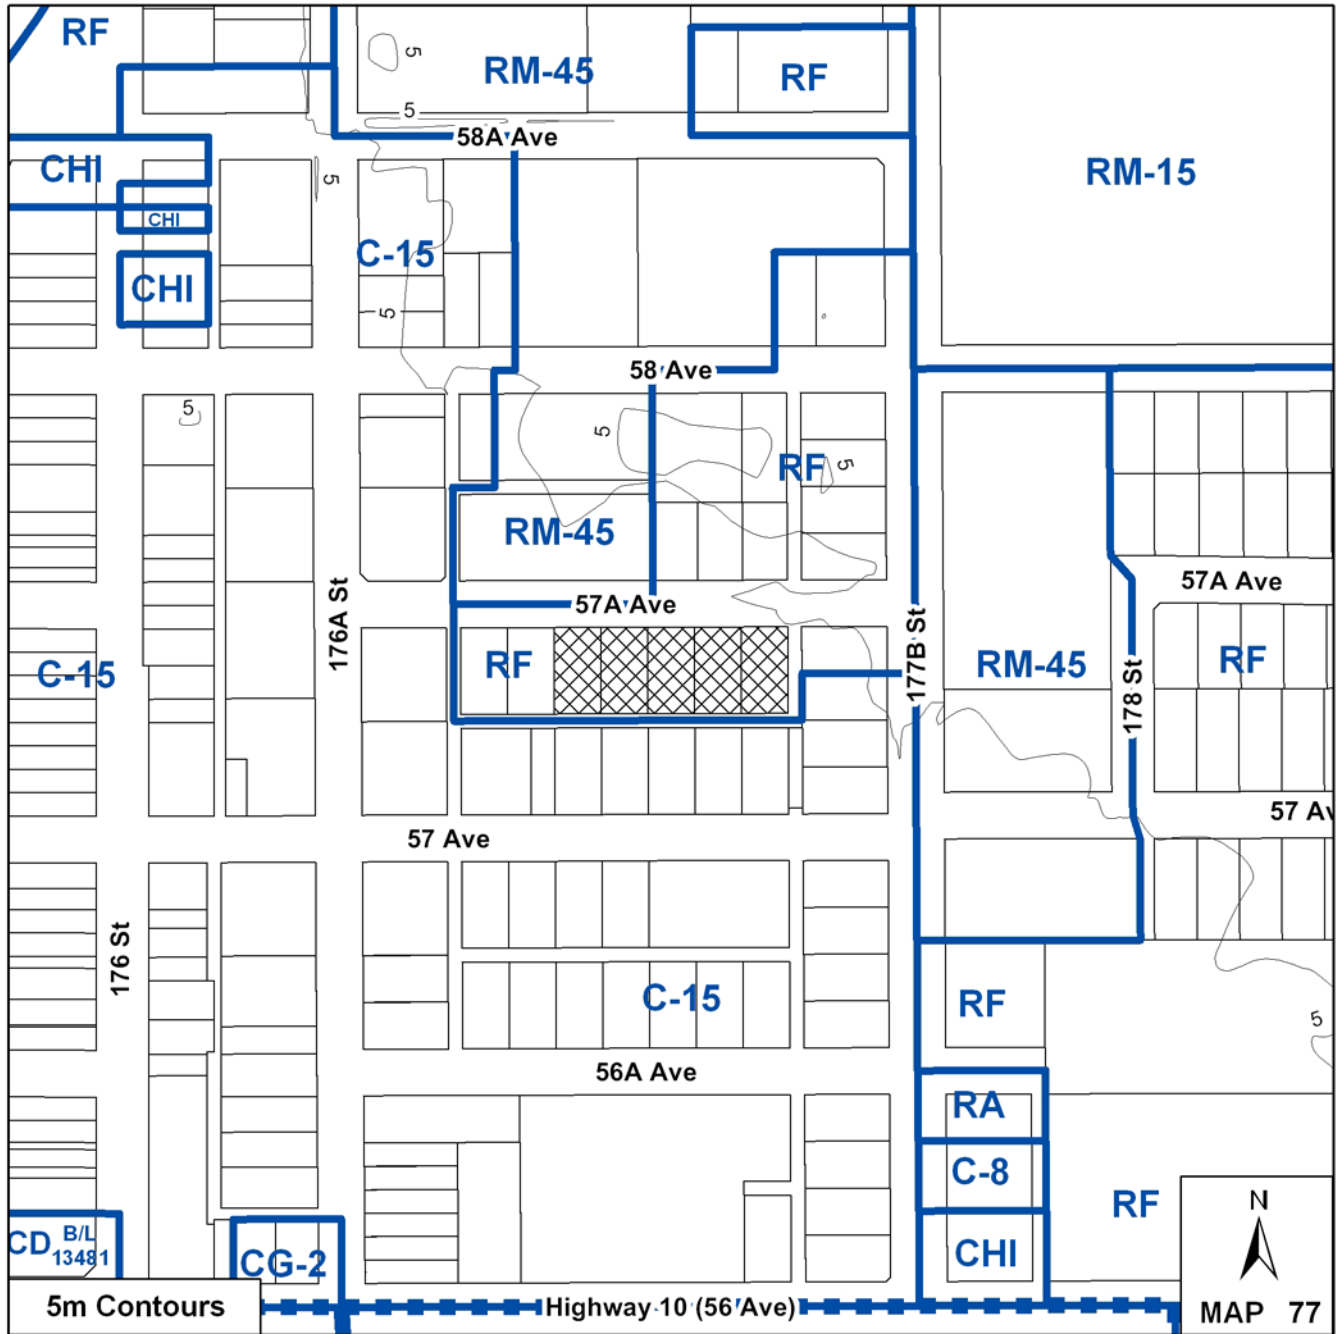 RF
RM-45
RF
5
5
58A Ave
CHI
RM-15
5
CHI
C-15
CHI
5
58 Ave
5
5
RF
5
RM-45
176A St
57A Ave
57A Ave
177B St
C-15
RF
RM-45
178 St
RF
57 Av
57 Ave
176 St
C-15
RF
5
56A Ave
RA
C-8
RF
CD B/L
13481
CG-2
CHI
N
5m Contours
Highway 10 (56 Ave)
MAP 77